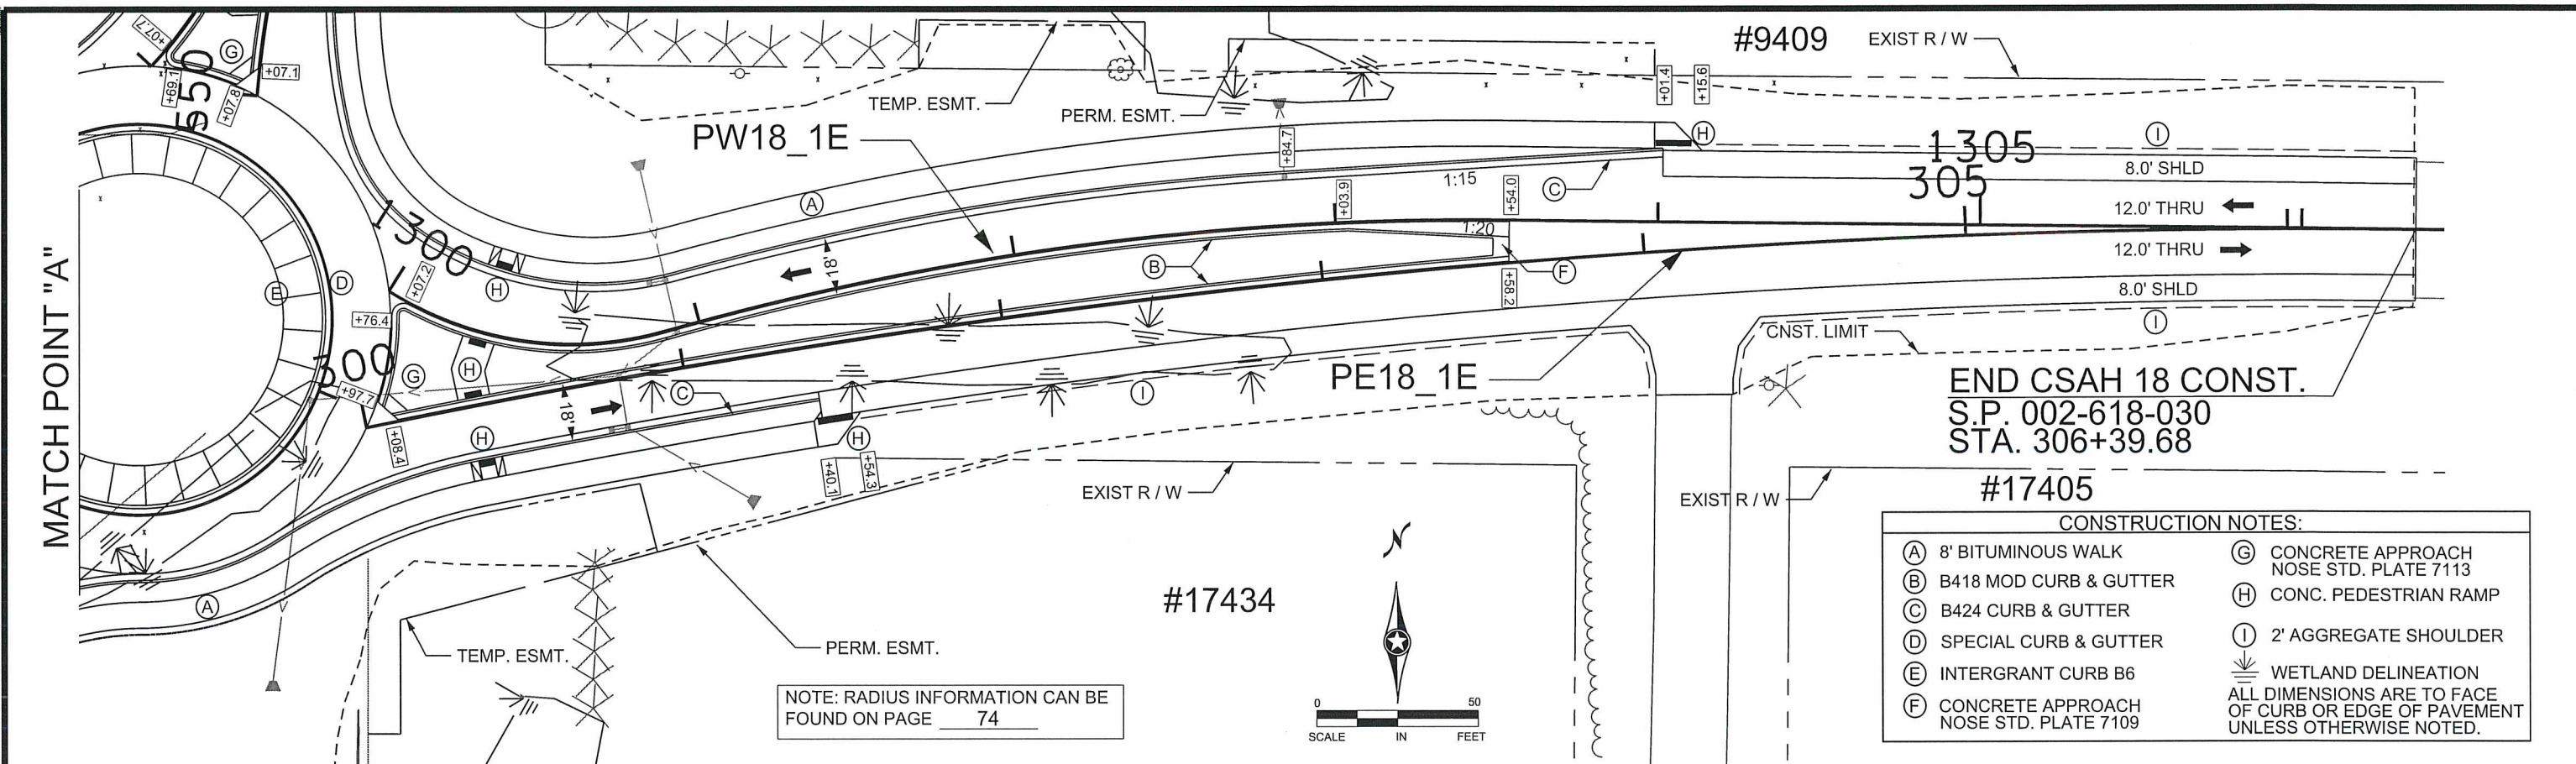 MATCH POINT "A"
+07.7
G
+07.1
+69.1
550
+07.8
TEMP. ESMT.
PERM. ESMT.
#9409
EXIST R / W
+01.4
+15.6
PW18_1E
+84.7
H
I
1305
305
8.0' SHLD
A
1:15
C
+03.9
+54.0
12.0' THRU
1300
18'
1:20
12.0' THRU
B
F
+07.2
H
E
D
+58.2
8.0' SHLD
I
+76.4
CNST. LIMIT
300
G
H
+97.7
C
I
PE18_1E
18'
END CSAH 18 CONST.
S.P. 002-618-030
STA. 306+39.68
+08.4
H
H
+40.1
+54.3
EXIST R / W
EXIST R / W
#17405
A
#17434
TEMP. ESMT.
PERM. ESMT.
NOTE: RADIUS INFORMATION CAN BE
FOUND ON PAGE 74
N
0 50
SCALE IN FEET
CONSTRUCTION NOTES:
A 8' BITUMINOUS WALK
B B418 MOD CURB & GUTTER
C B424 CURB & GUTTER
D SPECIAL CURB & GUTTER
E INTERGRANT CURB B6
F CONCRETE APPROACH
NOSE STD. PLATE 7109
G CONCRETE APPROACH
NOSE STD. PLATE 7113
H CONC. PEDESTRIAN RAMP
I 2' AGGREGATE SHOULDER
WETLAND DELINEATION
ALL DIMENSIONS ARE TO FACE
OF CURB OR EDGE OF PAVEMENT
UNLESS OTHERWISE NOTED.